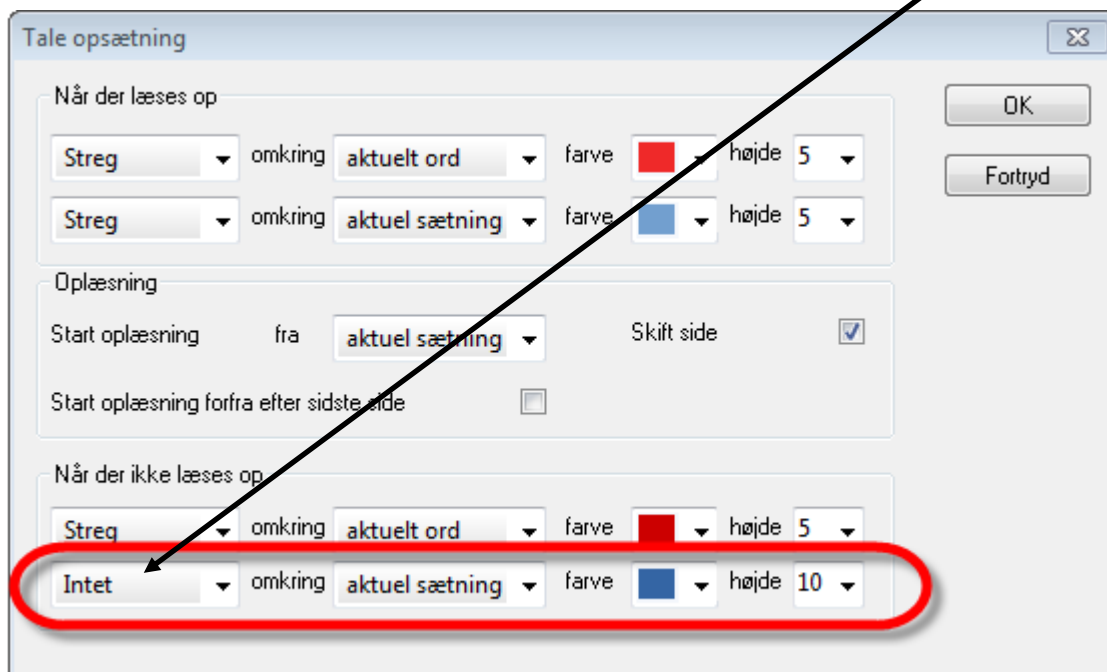 Tale opsætning
Når der læses op
Streg omkring aktuelt ord farve højde 5
Streg omkring aktuel sætning farve højde 5
OK
Fortryd
Oplæsning
Start oplæsning fra aktuel sætning Skift side
Start oplæsning forfra efter sidste side
Når der ikke læses op
Streg omkring aktuelt ord farve højde 5
Intet omkring aktuel sætning farve højde 10